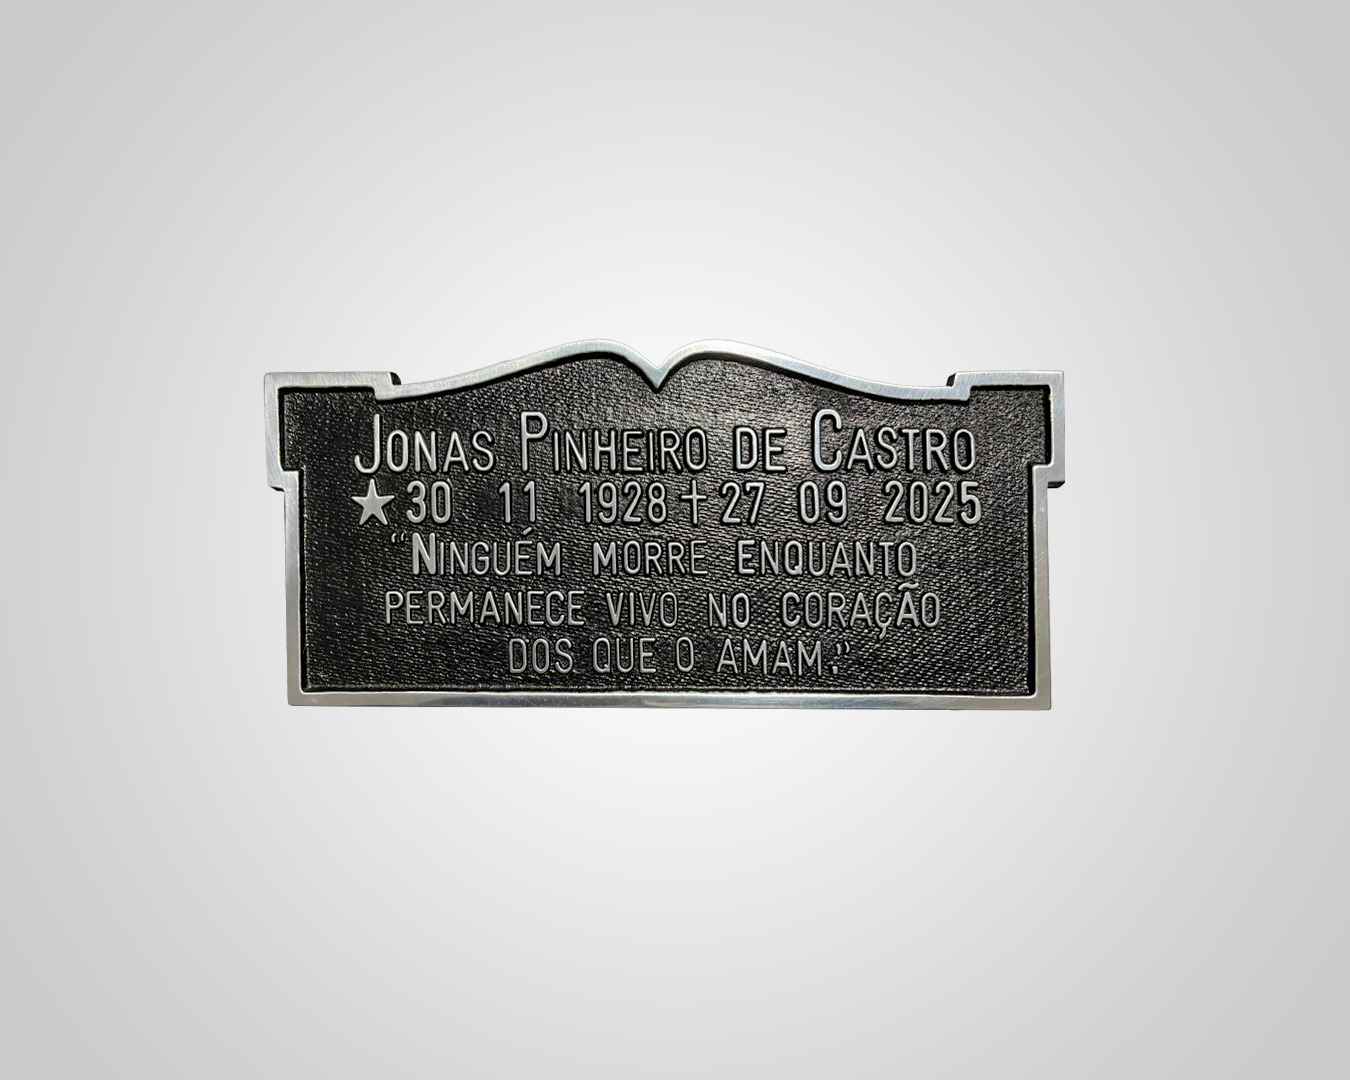 Jonas Pinheiro de Castro
★30 11 1928 ✝ 27 09 2025
“Ninguém morre enquanto
permanece vivo no coração
dos que o amam.”